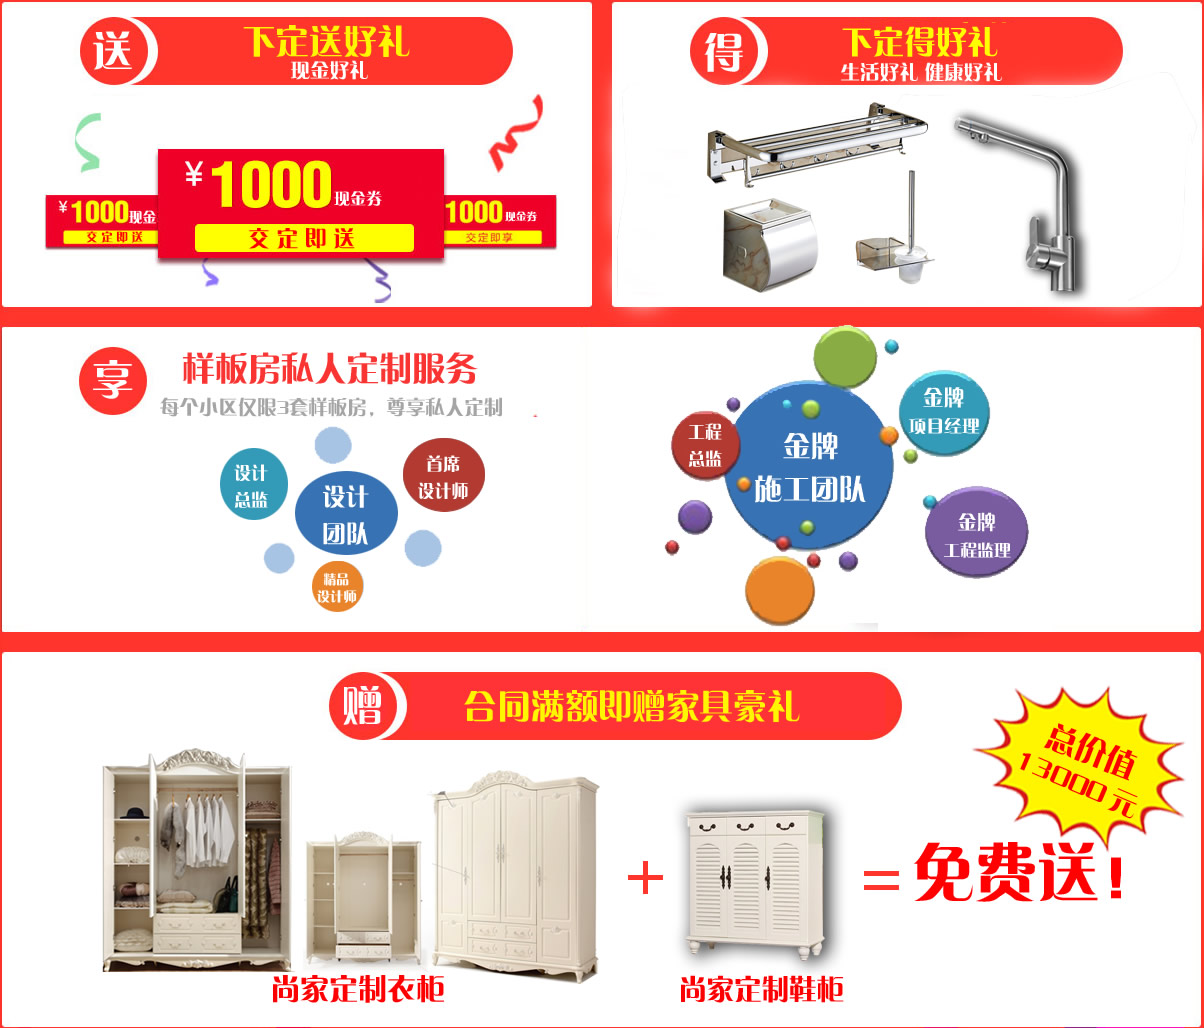 送
下定送好礼
现金好礼
¥1000现金
交定即送
¥1000现金券
交定即送
1000现金券
交定即享
得
下定得好礼
生活好礼 健康好礼
享
样板房私人定制服务
每个小区仅限3套样板房，尊享私人定制
设计
总监
首席
设计师
设计
团队
精品
设计师
工程
总监
金牌
施工团队
金牌
项目经理
金牌
工程监理
赠
合同满额即赠家具豪礼
总价值
13000元
+
=
免费送！
尚家定制衣柜
尚家定制鞋柜